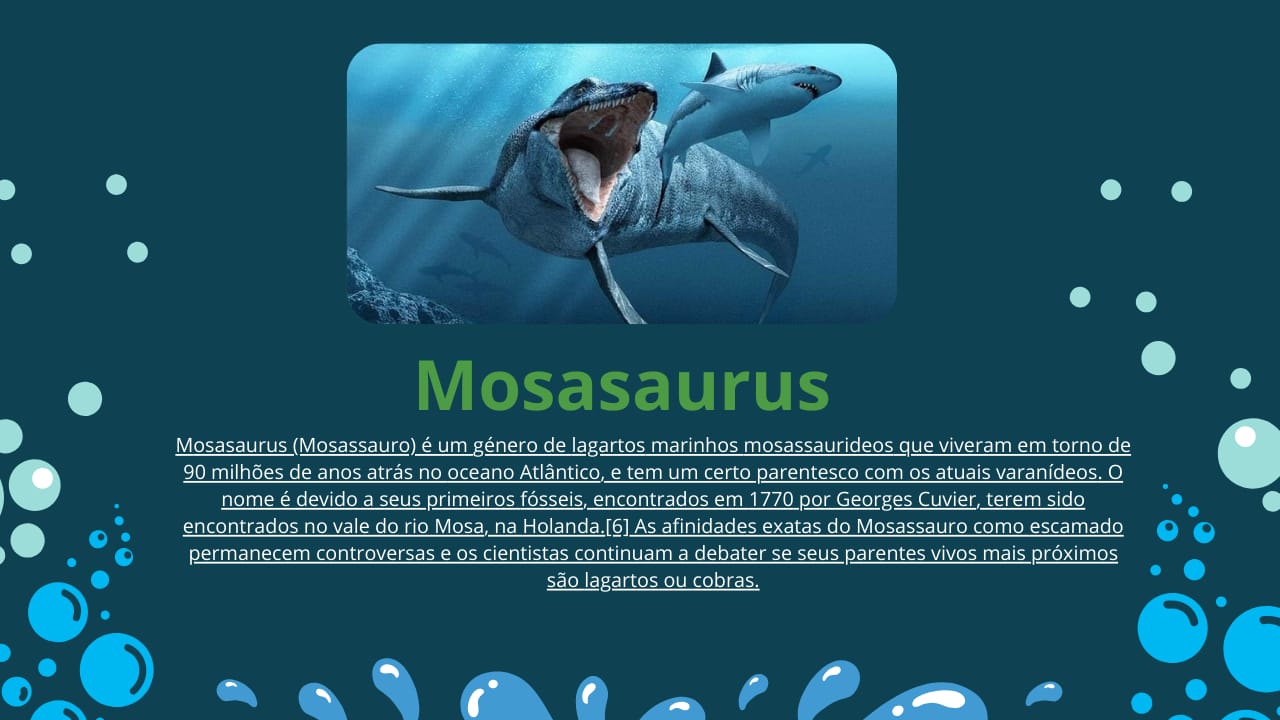 Mosasaurus
Mosasaurus (Mosassauro) é um género de lagartos marinhos mosassaurideos que viveram em torno de
90 milhões de anos atrás no oceano Atlântico, e tem um certo parentesco com os atuais varanídeos. O
nome é devido a seus primeiros fósseis, encontrados em 1770 por Georges Cuvier, terem sido
encontrados no vale do rio Mosa, na Holanda.[6] As afinidades exatas do Mosassauro como escamado
permanecem controversas e os cientistas continuam a debater se seus parentes vivos mais próximos
são lagartos ou cobras.